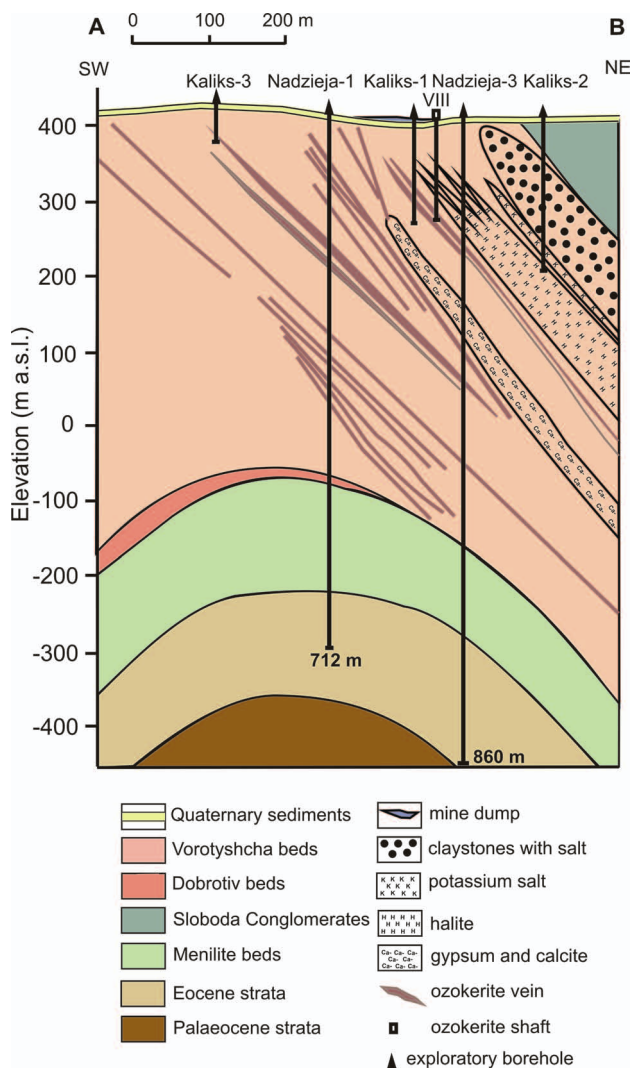 A
B
0 100 200 m
SW
NE
Kaliks-3 Nadzieja-1 Kaliks-1 Nadzieja-3 Kaliks-2
VIII
Elevation (m a.s.l.)
400
300
200
100
0
-100
-200
-300
-400
712 m
860 m
Quaternary sediments
Vorotyshcha beds
Dobrotiv beds
Sloboda Conglomerates
Menilite beds
Eocene strata
Palaeocene strata
mine dump
claystones with salt
potassium salt
halite
gypsum and calcite
ozokerite vein
ozokerite shaft
exploratory borehole